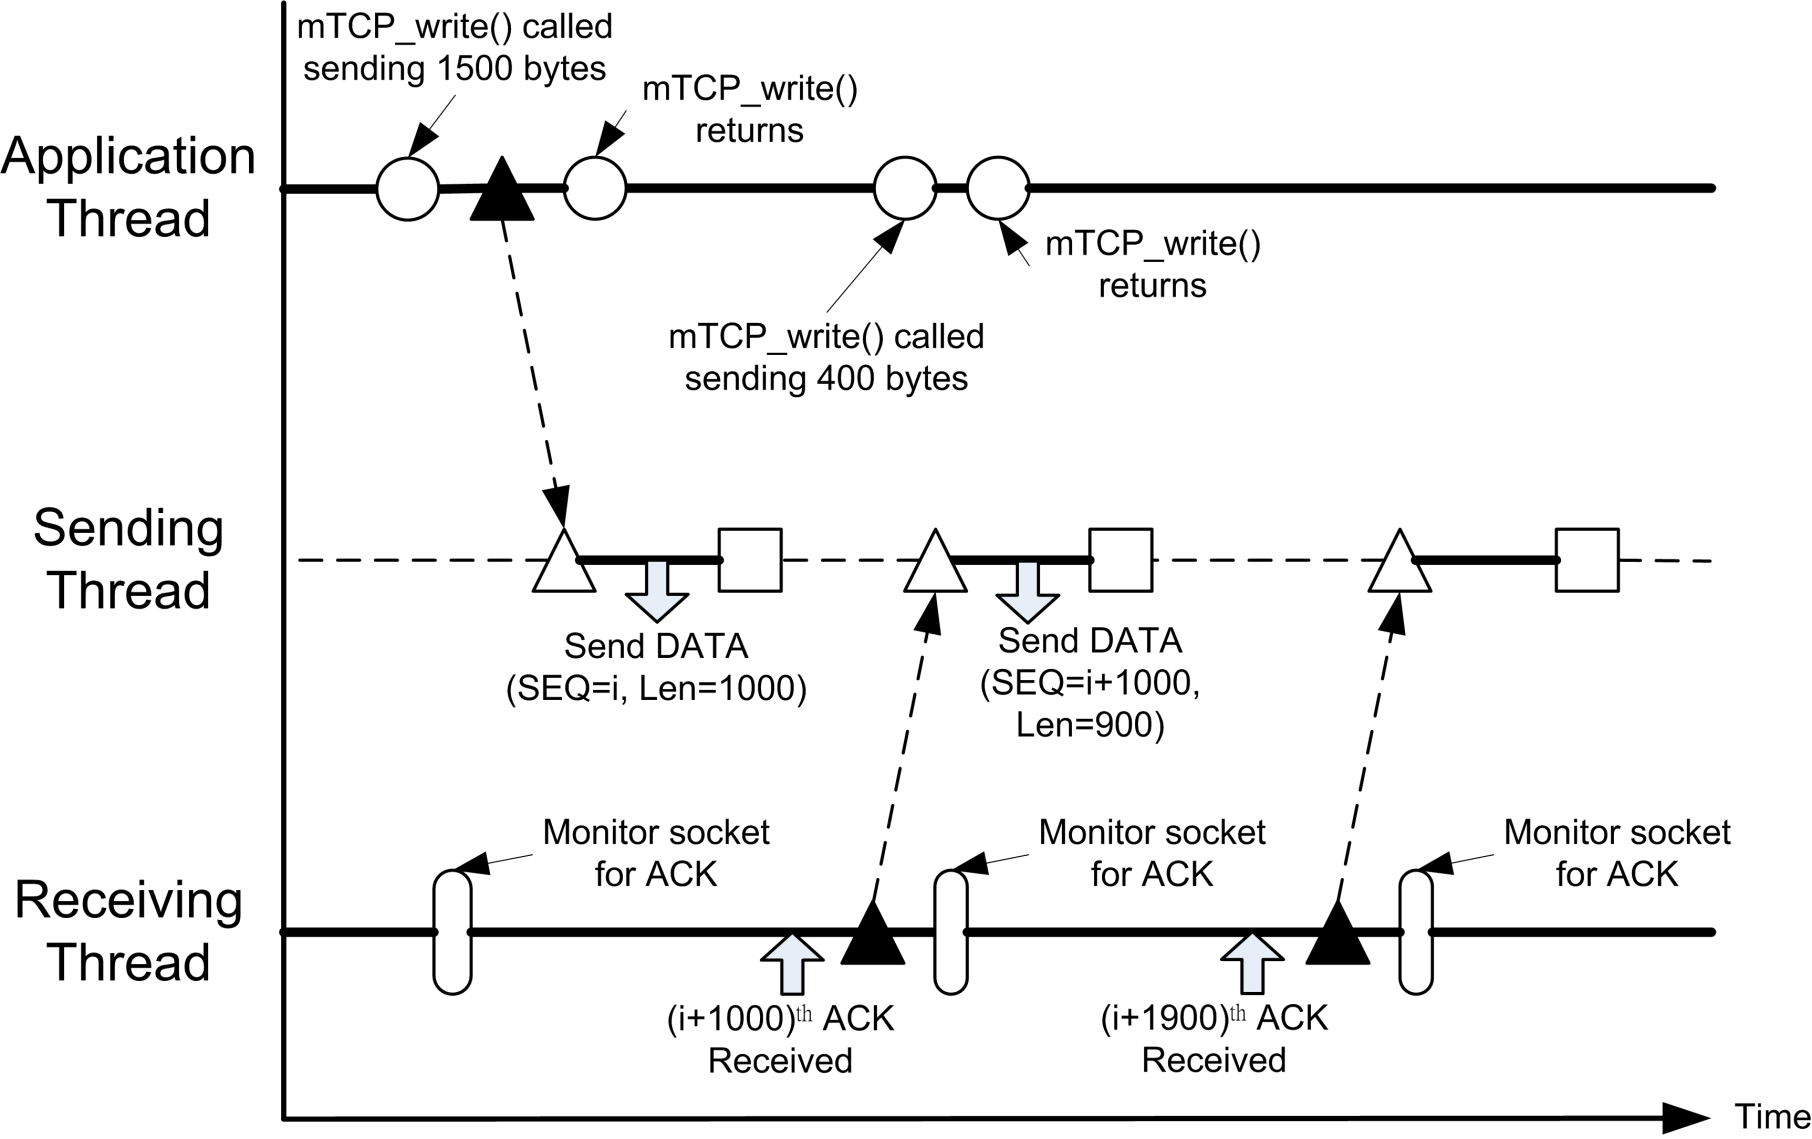 mTCP_write() called
sending 1500 bytes
mTCP_write()
returns
Application
Thread
mTCP_write()
returns
mTCP_write() called
sending 400 bytes
Sending
Thread
Send DATA
(SEQ=i, Len=1000)
Send DATA
(SEQ=i+1000,
Len=900)
Monitor socket
for ACK
Monitor socket
for ACK
Monitor socket
for ACK
Receiving
Thread
(i+1000)th ACK
Received
(i+1900)th ACK
Received
Time